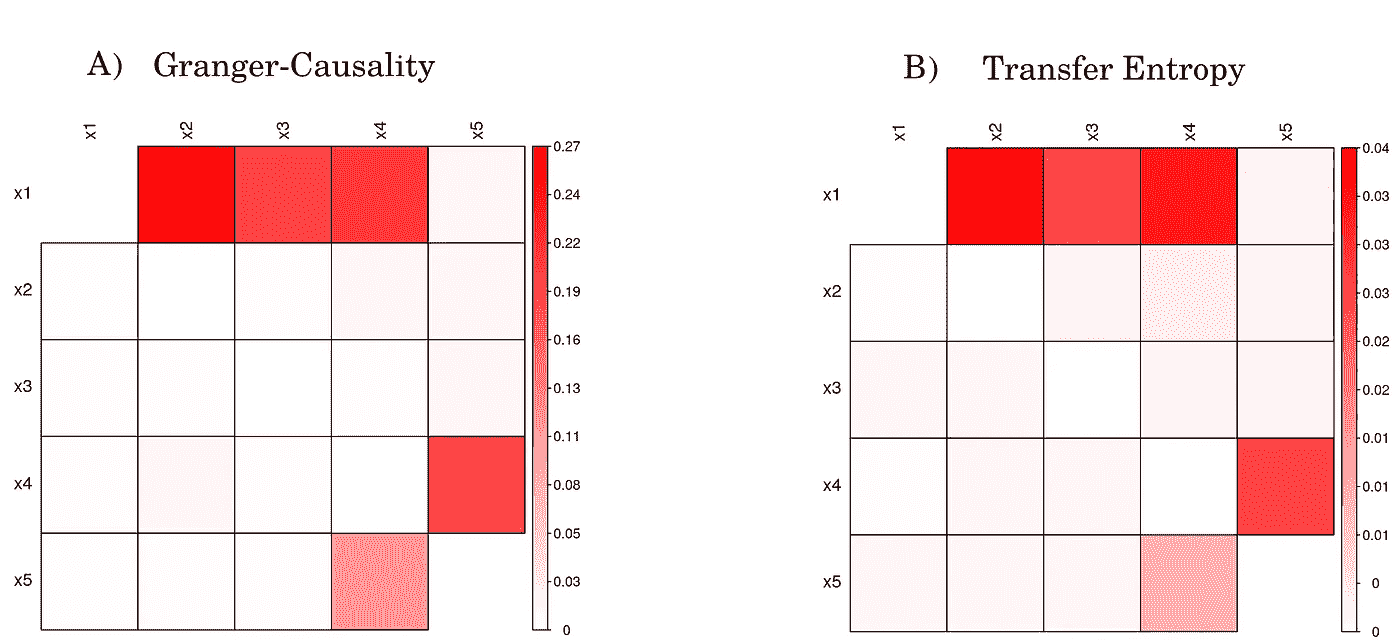 A) Granger-Causality
x1 x2 x3 x4 x5
x1
x2
x3
x4
x5
0.27
0.24
0.22
0.19
0.16
0.13
0.11
0.08
0.05
0.03
0
B) Transfer Entropy
x1 x2 x3 x4 x5
x1
x2
x3
x4
x5
0.04
0.03
0.03
0.03
0.02
0.02
0.01
0.01
0.01
0
0